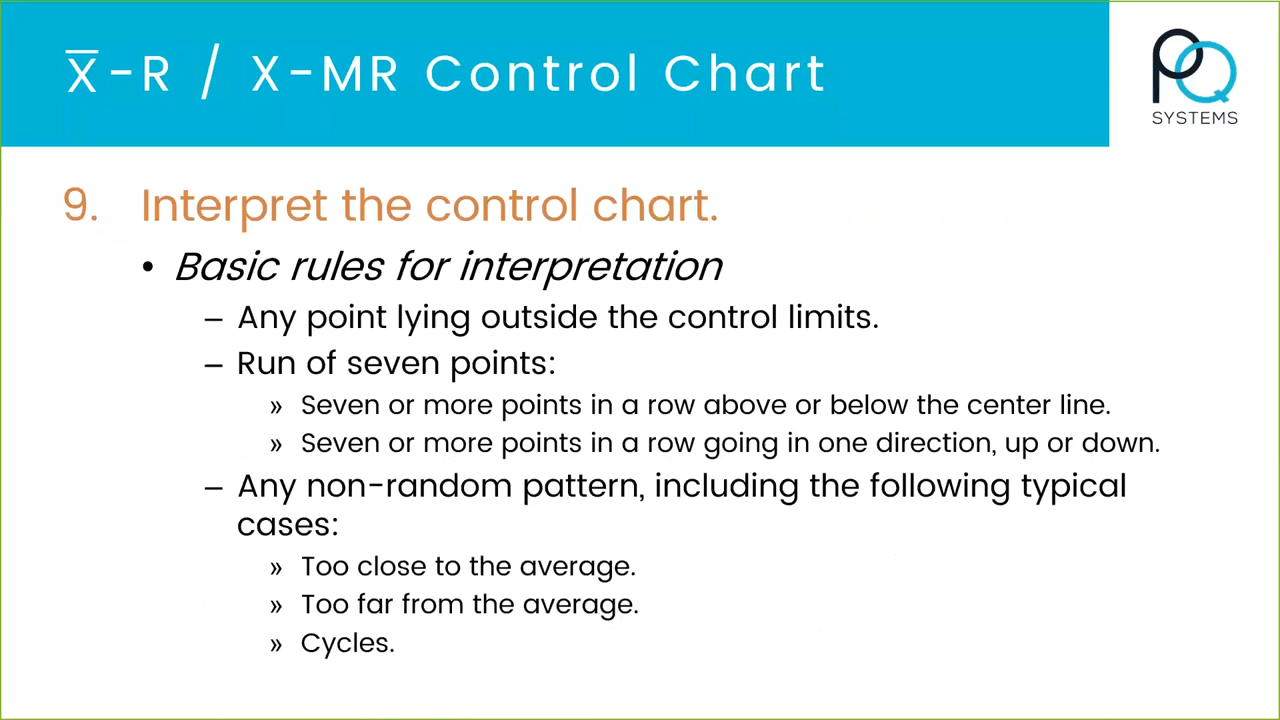 X̅-R / X-MR Control Chart
PQ
SYSTEMS
9. Interpret the control chart.
• Basic rules for interpretation
– Any point lying outside the control limits.
– Run of seven points:
» Seven or more points in a row above or below the center line.
» Seven or more points in a row going in one direction, up or down.
– Any non-random pattern, including the following typical
cases:
» Too close to the average.
» Too far from the average.
» Cycles.